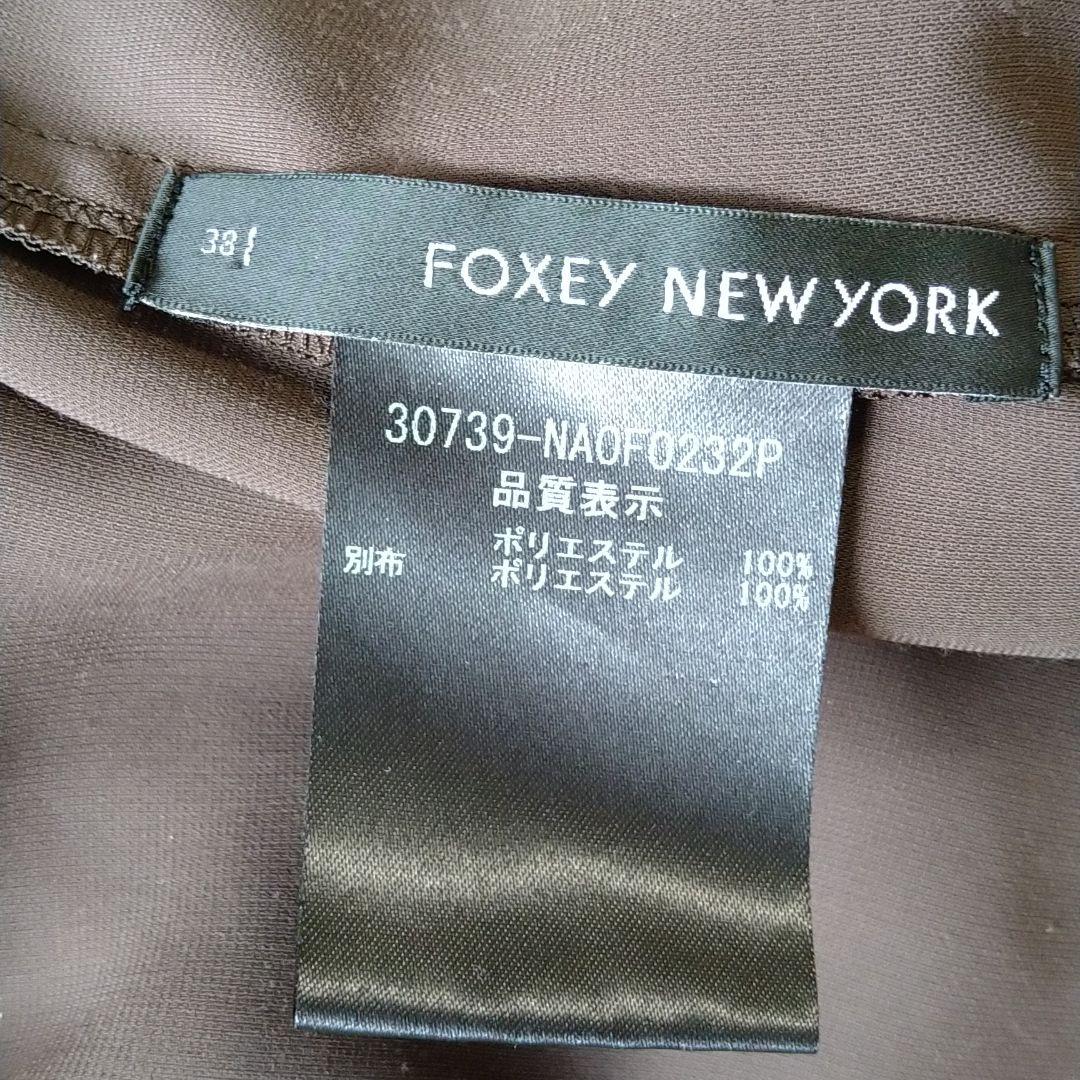 38
FOXEY NEW YORK
30739-NAOF0232P
品質表示
ポリエステル 100%
別布 ポリエステル 100%